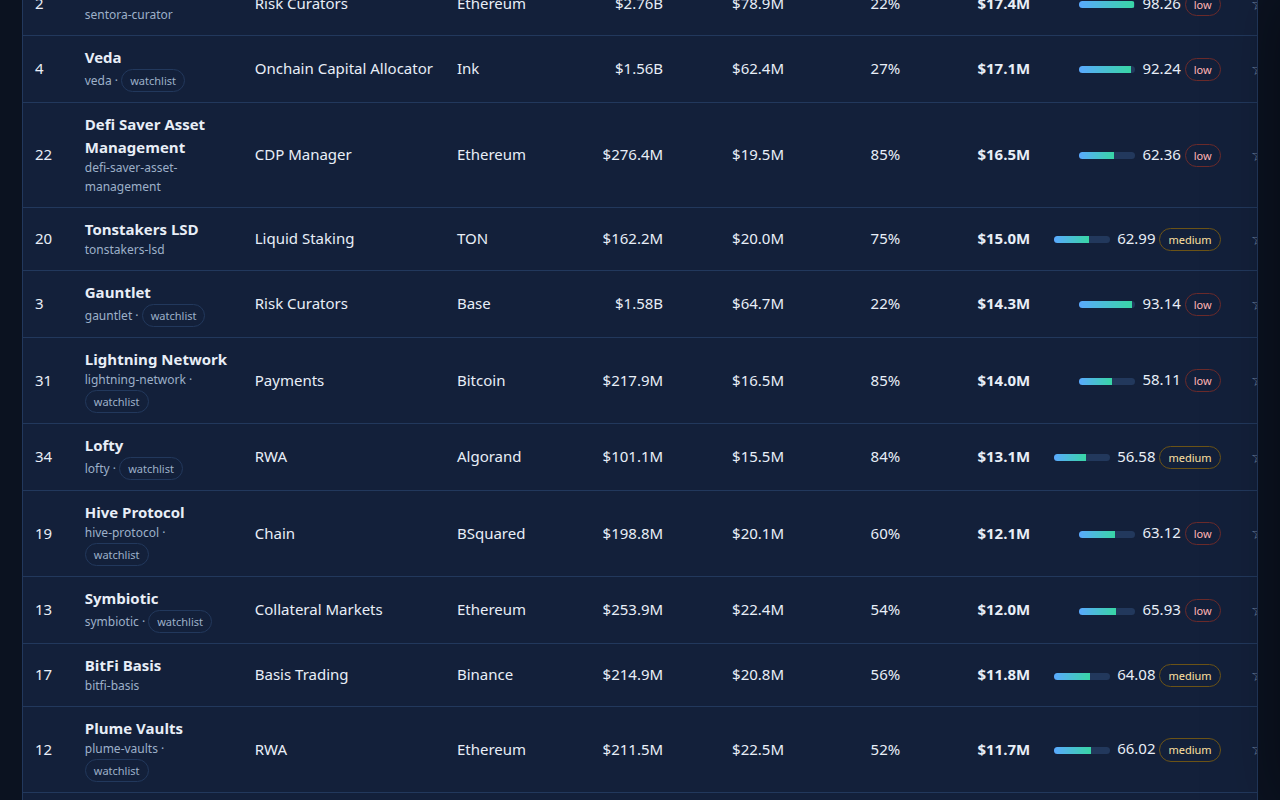 2 Risk Curators Ethereum $2.76B $78.9M 22% $17.4M 98.26 low
sentora-curator
Veda
4 Onchain Capital Allocator Ink $1.56B $62.4M 27% $17.1M 92.24 low
veda · watchlist
Defi Saver Asset
Management
22 CDP Manager Ethereum $276.4M $19.5M 85% $16.5M 62.36 low
defi-saver-asset-
management
Tonstakers LSD
20 Liquid Staking TON $162.2M $20.0M 75% $15.0M 62.99 medium
tonstakers-lsd
Gauntlet
3 Risk Curators Base $1.58B $64.7M 22% $14.3M 93.14 low
gauntlet · watchlist
Lightning Network
lightning-network ·
31 Payments Bitcoin $217.9M $16.5M 85% $14.0M 58.11 low
watchlist
Lofty
34 RWA Algorand $101.1M $15.5M 84% $13.1M 56.58 medium
lofty · watchlist
Hive Protocol
hive-protocol ·
19 Chain BSquared $198.8M $20.1M 60% $12.1M 63.12 low
watchlist
Symbiotic
13 Collateral Markets Ethereum $253.9M $22.4M 54% $12.0M 65.93 low
symbiotic · watchlist
BitFi Basis
17 Basis Trading Binance $214.9M $20.8M 56% $11.8M 64.08 medium
bitfi-basis
Plume Vaults
plume-vaults ·
12 RWA Ethereum $211.5M $22.5M 52% $11.7M 66.02 medium
watchlist